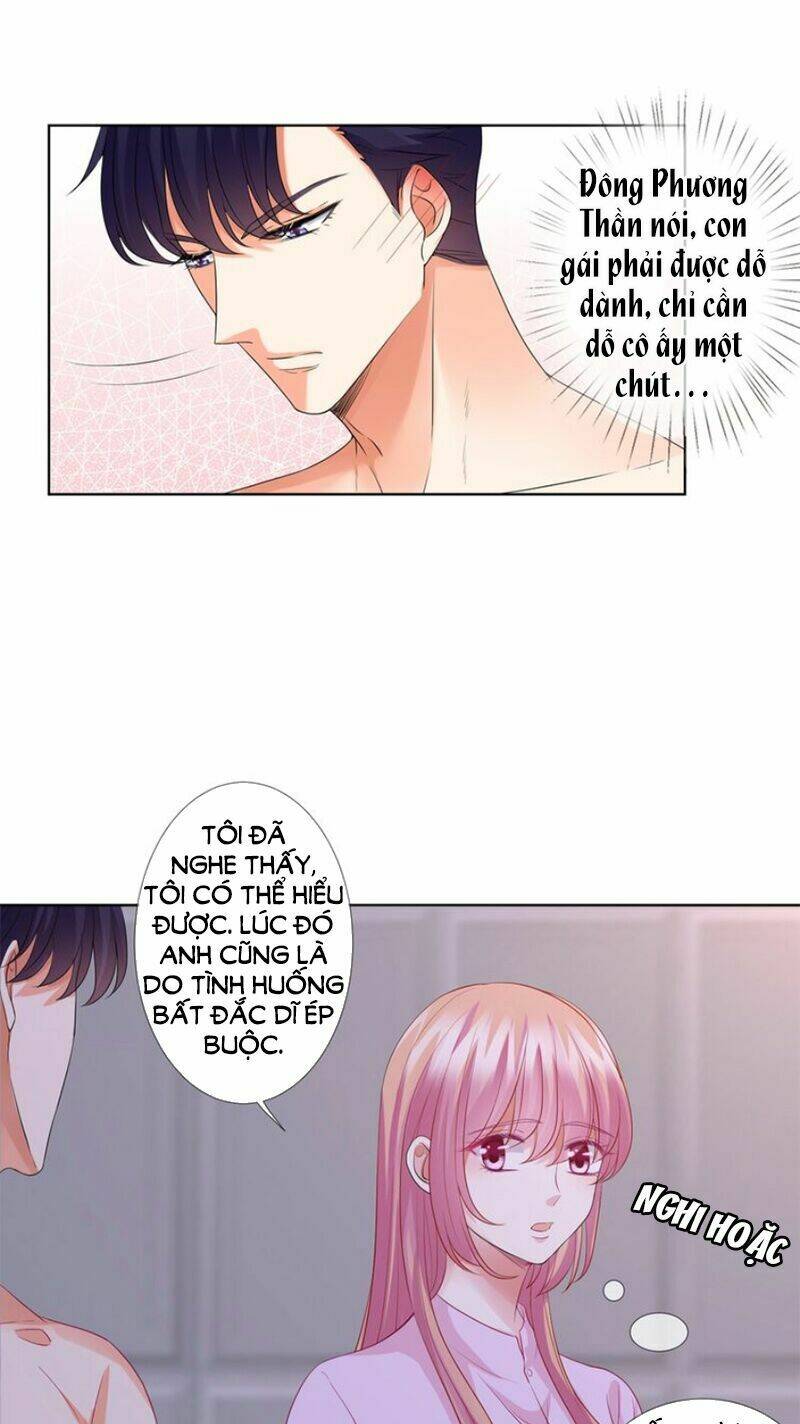 Đông Phương
Thần nói, con
gái phải được dỗ
dành, chỉ cần
dỗ cô ấy một
chút...
TÔI ĐÃ
NGHE THẤY,
TÔI CÓ THỂ HIỂU
ĐƯỢC. LÚC ĐÓ
ANH CŨNG LÀ
DO TÌNH HUỐNG
BẤT ĐẮC DĨ ÉP
BUỘC.
NGHI HOẶC